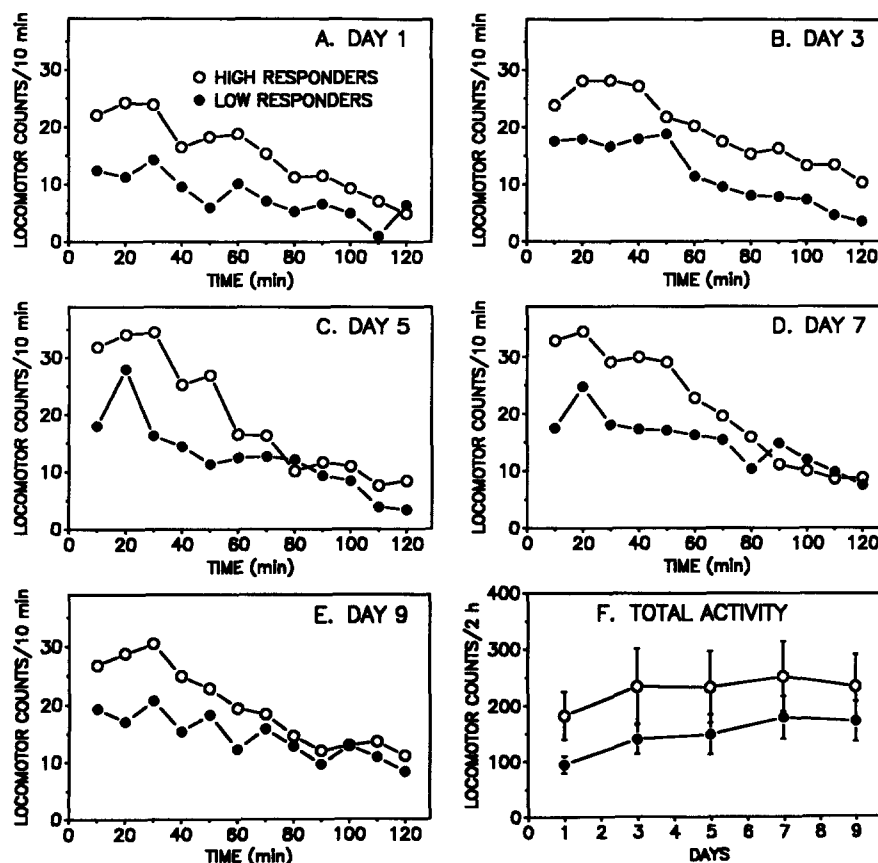 A. DAY 1
LOCOMOTOR COUNTS/10 min
30
20
10
0
HIGH RESPONDERS
LOW RESPONDERS
0 20 40 60 80 100 120
TIME (min)
B. DAY 3
LOCOMOTOR COUNTS/10 min
30
20
10
0
0 20 40 60 80 100 120
TIME (min)
C. DAY 5
LOCOMOTOR COUNTS/10 min
30
20
10
0
0 20 40 60 80 100 120
TIME (min)
D. DAY 7
LOCOMOTOR COUNTS/10 min
30
20
10
0
0 20 40 60 80 100 120
TIME (min)
E. DAY 9
LOCOMOTOR COUNTS/10 min
30
20
10
0
0 20 40 60 80 100 120
TIME (min)
F. TOTAL ACTIVITY
LOCOMOTOR COUNTS/2 h
400
300
200
100
0
0 1 2 3 4 5 6 7 8 9
DAYS